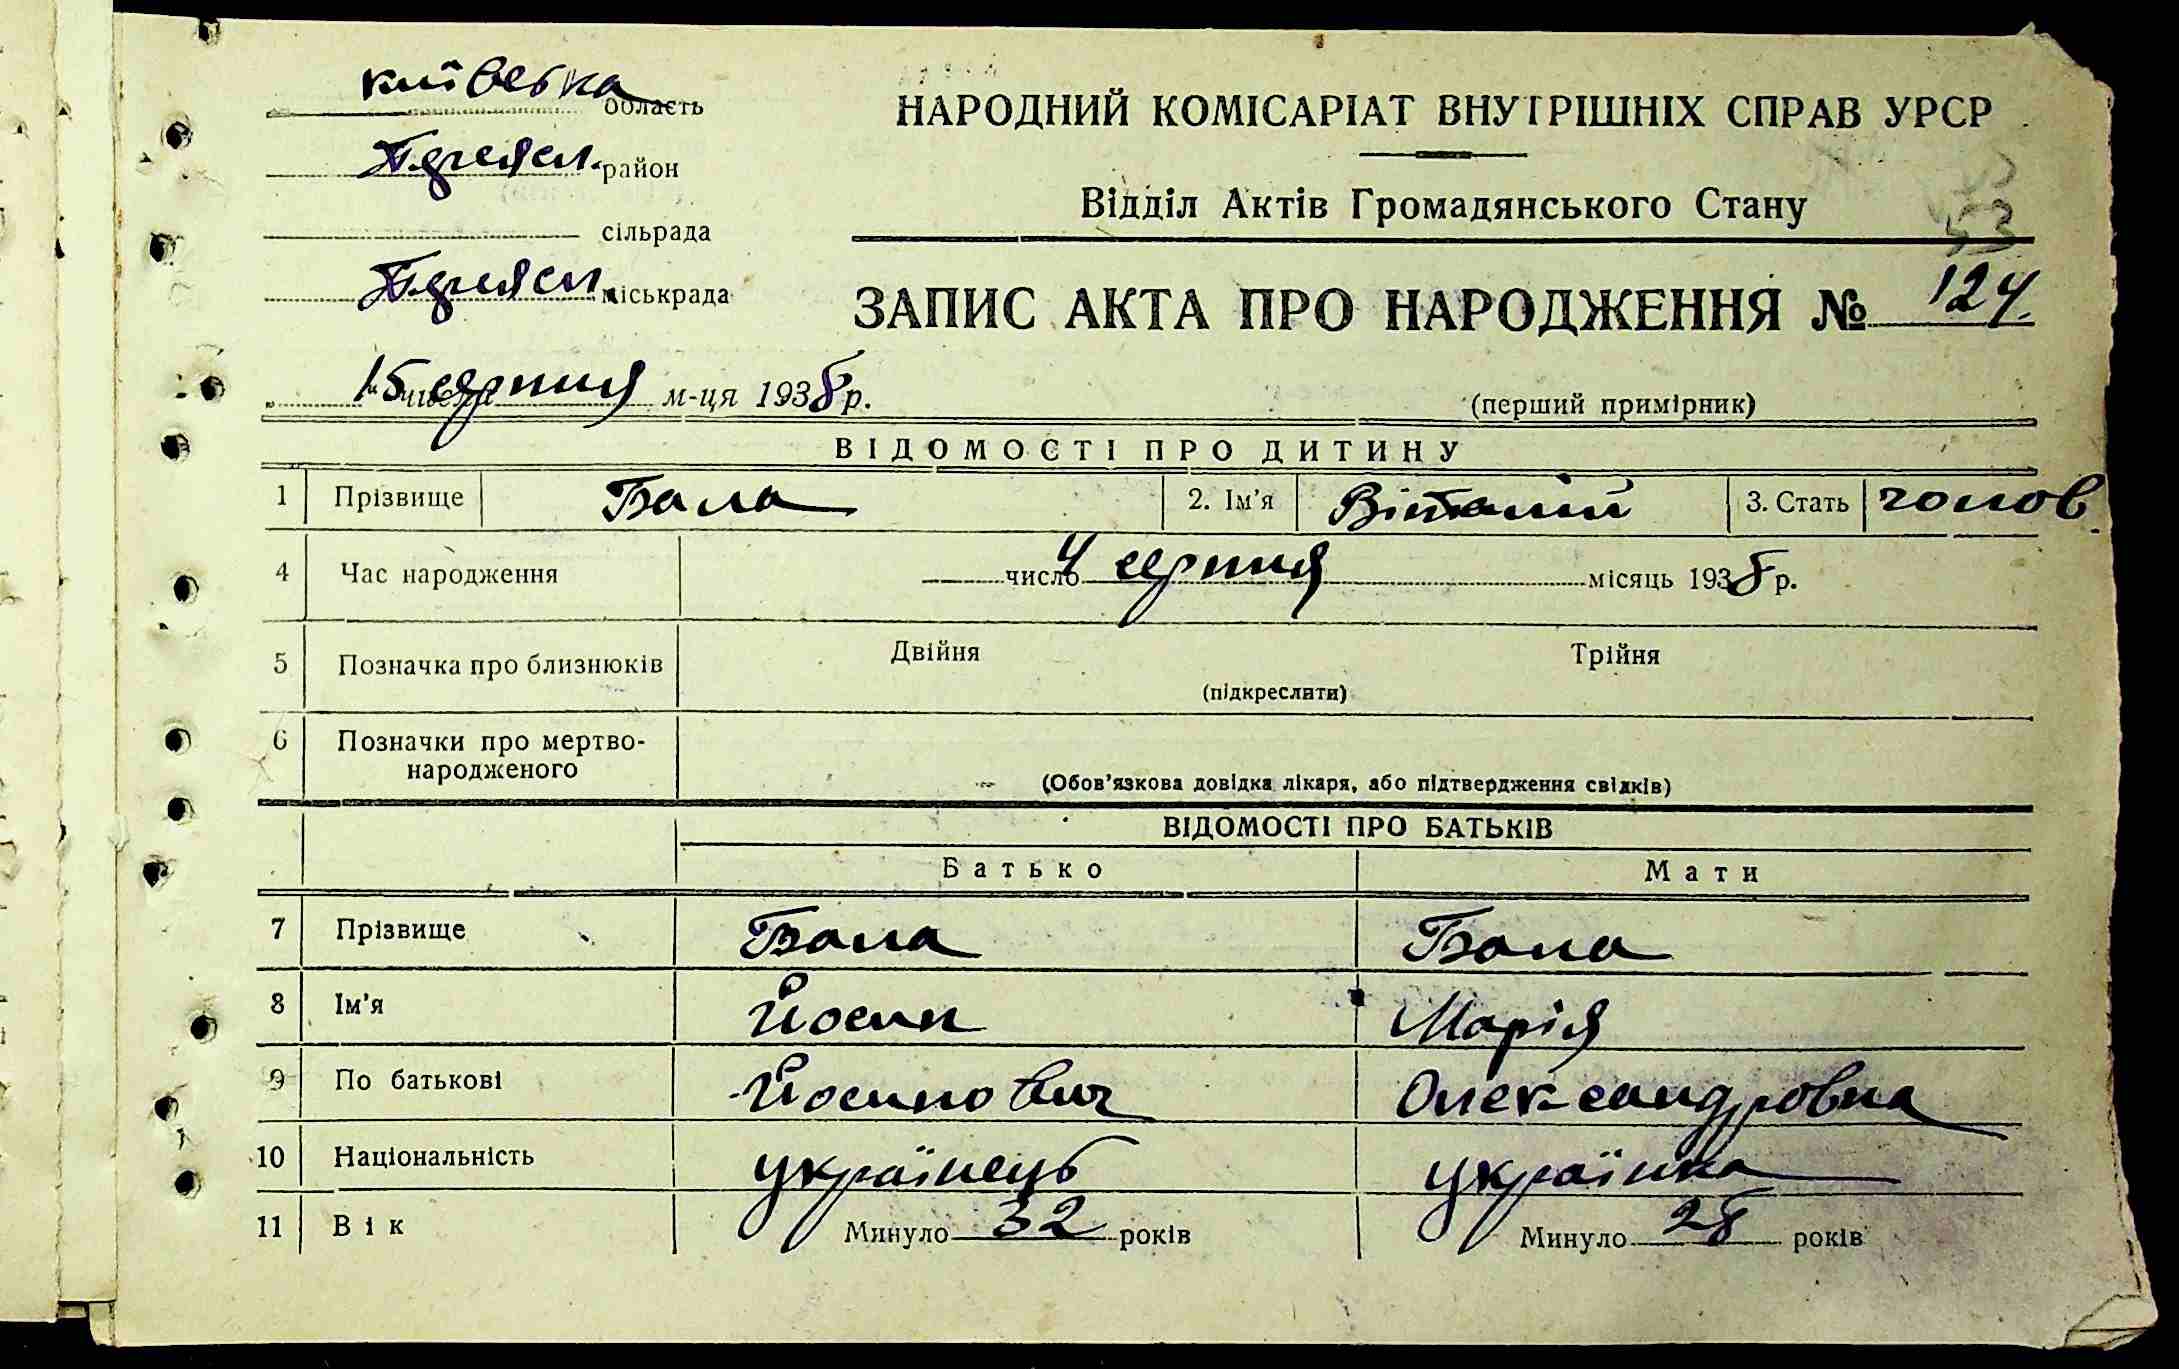 київська область
район
сільрада
міськрада
НАРОДНИЙ КОМІСАРІАТ ВНУТРІШНІХ СПРАВ УРСР
Відділ Актів Громадянського Стану
53
ЗАПИС АКТА ПРО НАРОДЖЕННЯ № 124.
„ 15 “ числа серпня м-ця 1938 р.
(перший примірник)
ВІДОМОСТІ ПРО ДИТИНУ
1 Прізвище Бала 2. Ім'я Віталій 3. Стать чолов.
4 Час народження число 4 серпня місяць 1938 р.
5 Позначка про близнюків Двійня Трійня
(підкреслити)
6 Позначки про мертво-
народженого
(Обов'язкова довідка лікаря, або підтвердження свідків)
ВІДОМОСТІ ПРО БАТЬКІВ
Батько Мати
7 Прізвище Бала Бала
8 Ім'я Йосип Марія
9 По батькові Йосипович Олександровна
10 Національність українець українка
11 Вік Минуло 32 років Минуло 28 років